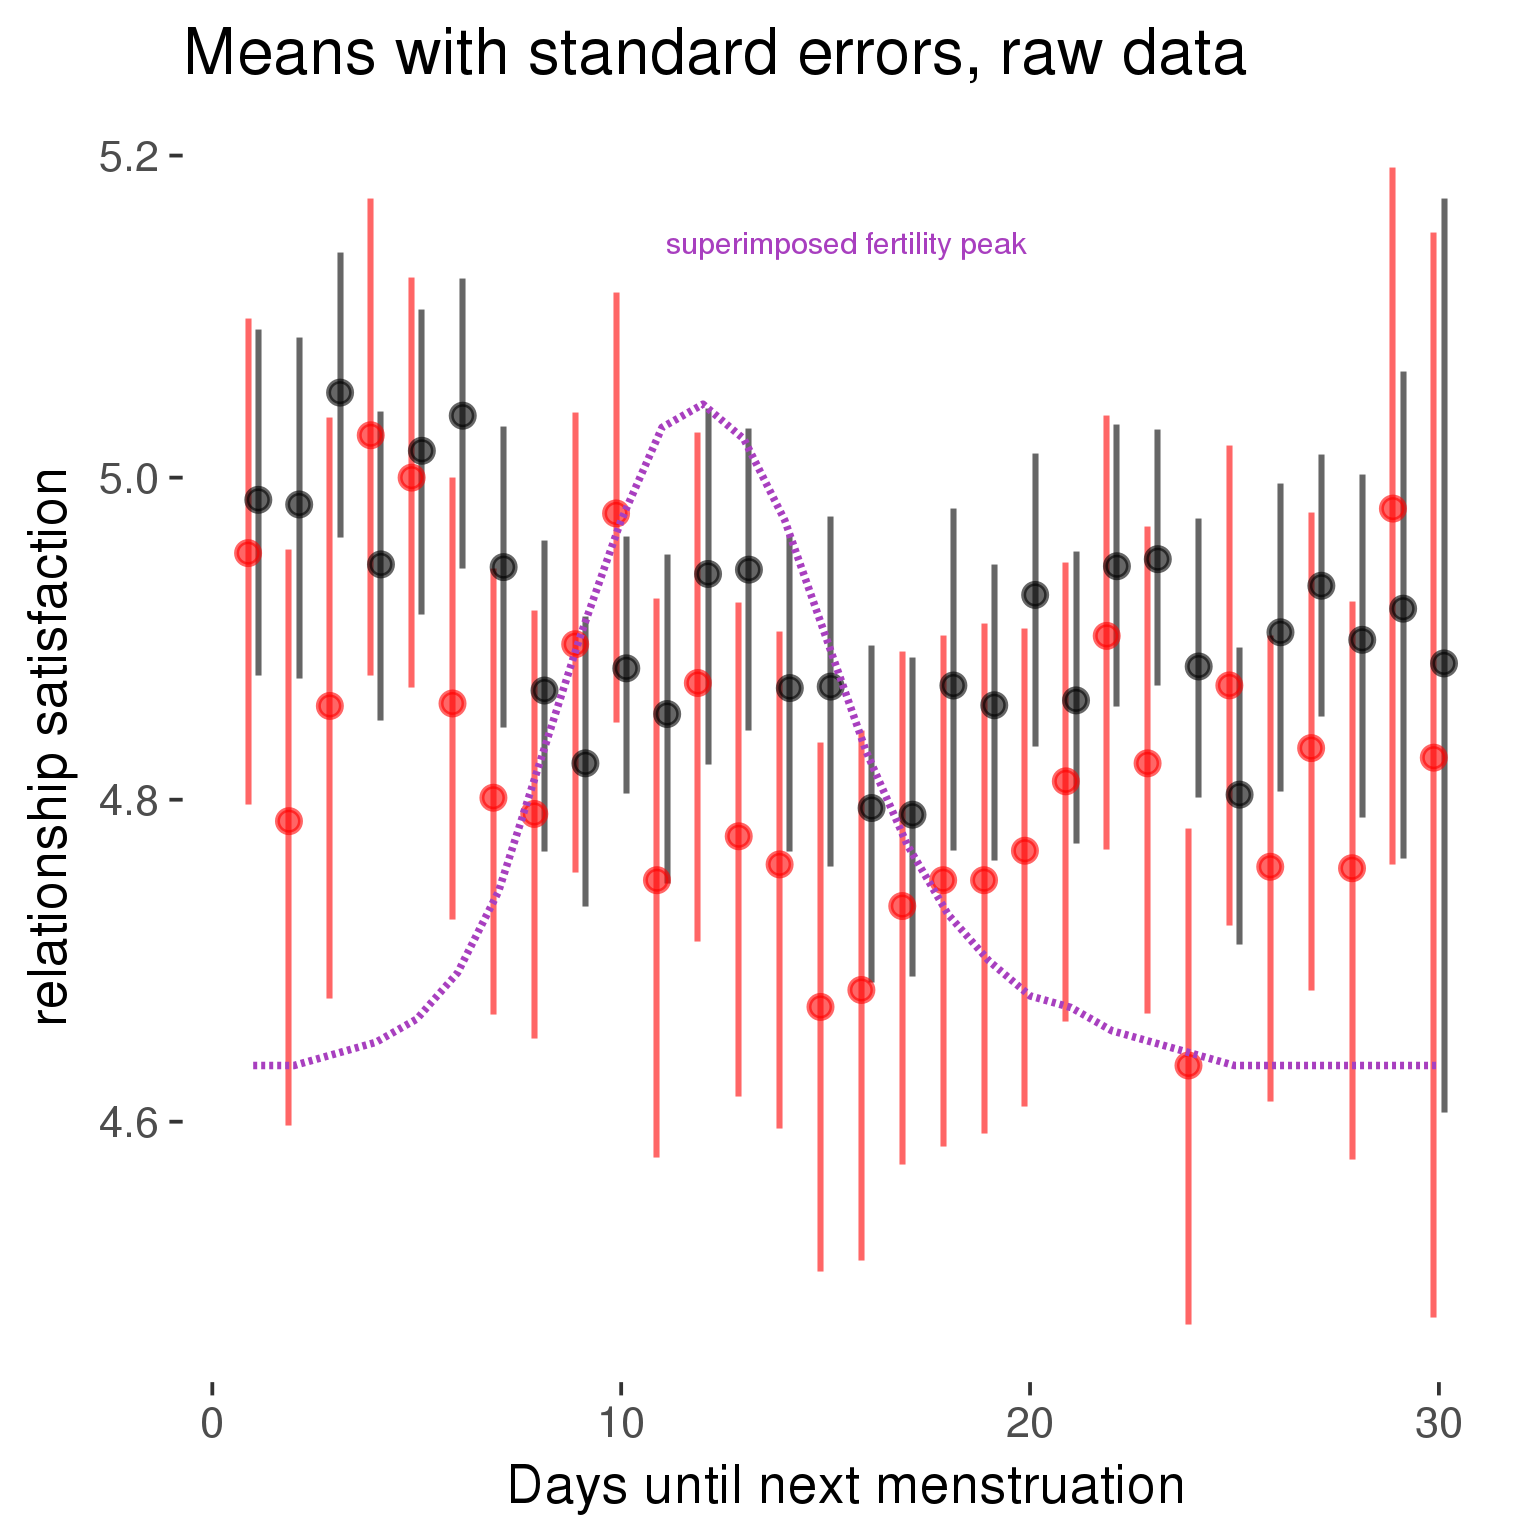 Means with standard errors, raw data
superimposed fertility peak
relationship satisfaction
5.2
5.0
4.8
4.6
0 10 20 30
Days until next menstruation